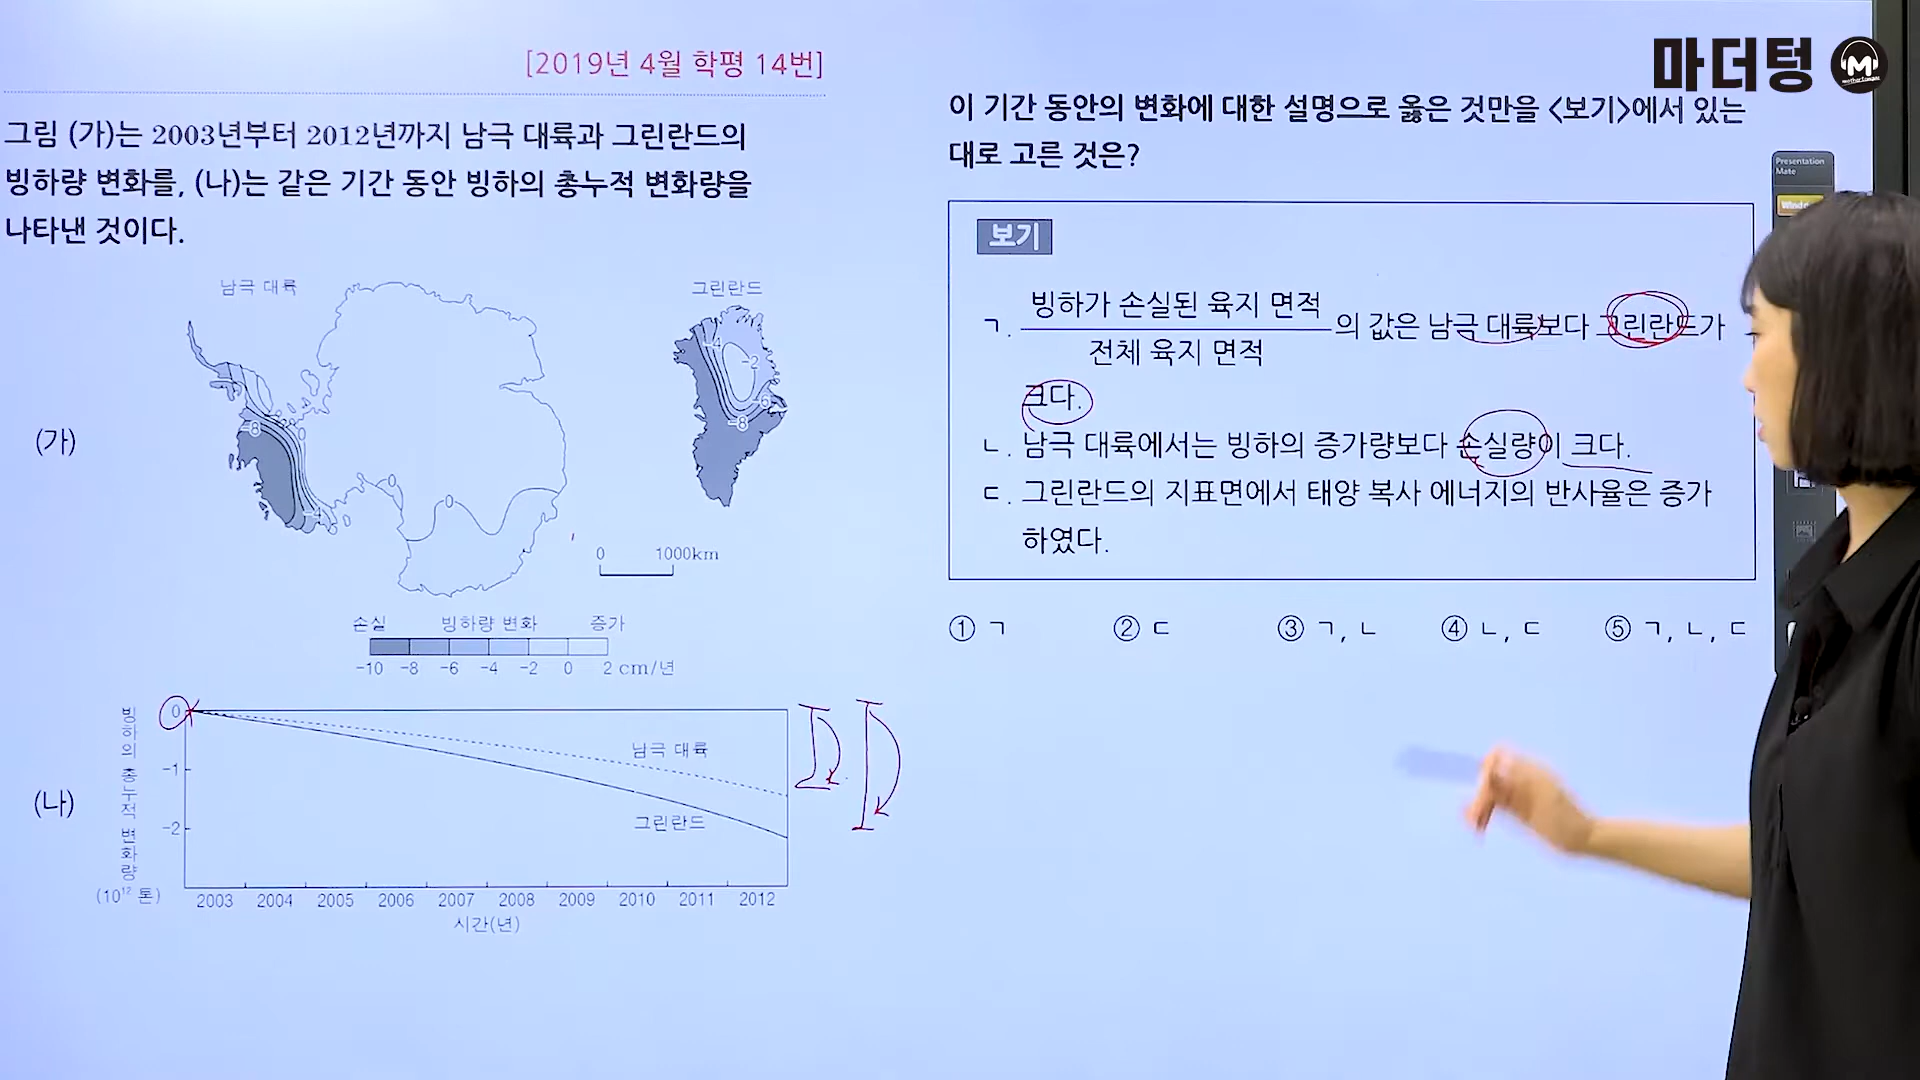 마더텅
[2019년 4월 학평 14번]
그림 (가)는 2003년부터 2012년까지 남극 대륙과 그린란드의
빙하량 변화를, (나)는 같은 기간 동안 빙하의 총누적 변화량을
나타낸 것이다.
남극 대륙
그린란드
(가)
-8
0
-4
0
0
-4
-2
-6
-8
0 1000km
손실 빙하량 변화 증가
-10 -8 -6 -4 -2 0 2 cm/년
(나)
빙하의 총누적 변화량
(10¹² 톤)
0
-1
-2
남극 대륙
그린란드
2003 2004 2005 2006 2007 2008 2009 2010 2011 2012
시간(년)
이 기간 동안의 변화에 대한 설명으로 옳은 것만을 <보기>에서 있는
대로 고른 것은?
보기
ㄱ. 빙하가 손실된 육지 면적 / 전체 육지 면적 의 값은 남극 대륙보다 그린란드가
크다.
ㄴ. 남극 대륙에서는 빙하의 증가량보다 손실량이 크다.
ㄷ. 그린란드의 지표면에서 태양 복사 에너지의 반사율은 증가
하였다.
① ㄱ ② ㄷ ③ ㄱ, ㄴ ④ ㄴ, ㄷ ⑤ ㄱ, ㄴ, ㄷ
Presentation
Mate